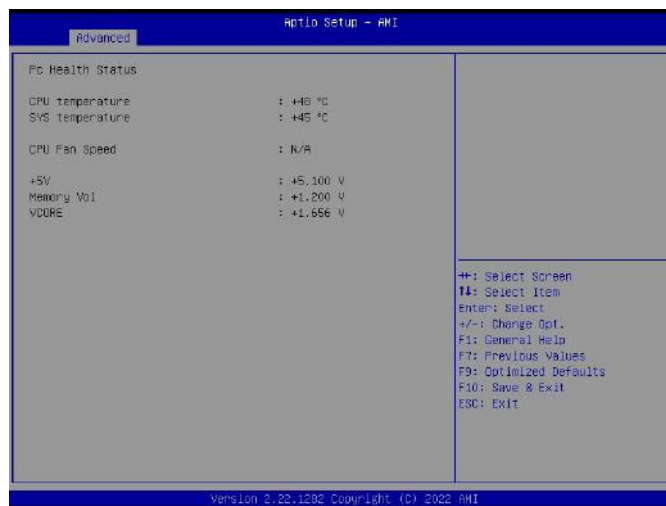 Aptio Setup - AMI
Advanced
Pc Health Status
CPU temperature : +48 °C
SYS temperature : +45 °C
CPU Fan Speed : N/A
+5V : +5.100 V
Memory Vol : +1.200 V
VCORE : +1.656 V
→←: Select Screen
↑↓: Select Item
Enter: Select
+/-: Change Opt.
F1: General Help
F7: Previous Values
F9: Optimized Defaults
F10: Save & Exit
ESC: Exit
Version 2.22.1282 Copyright (C) 2022 AMI